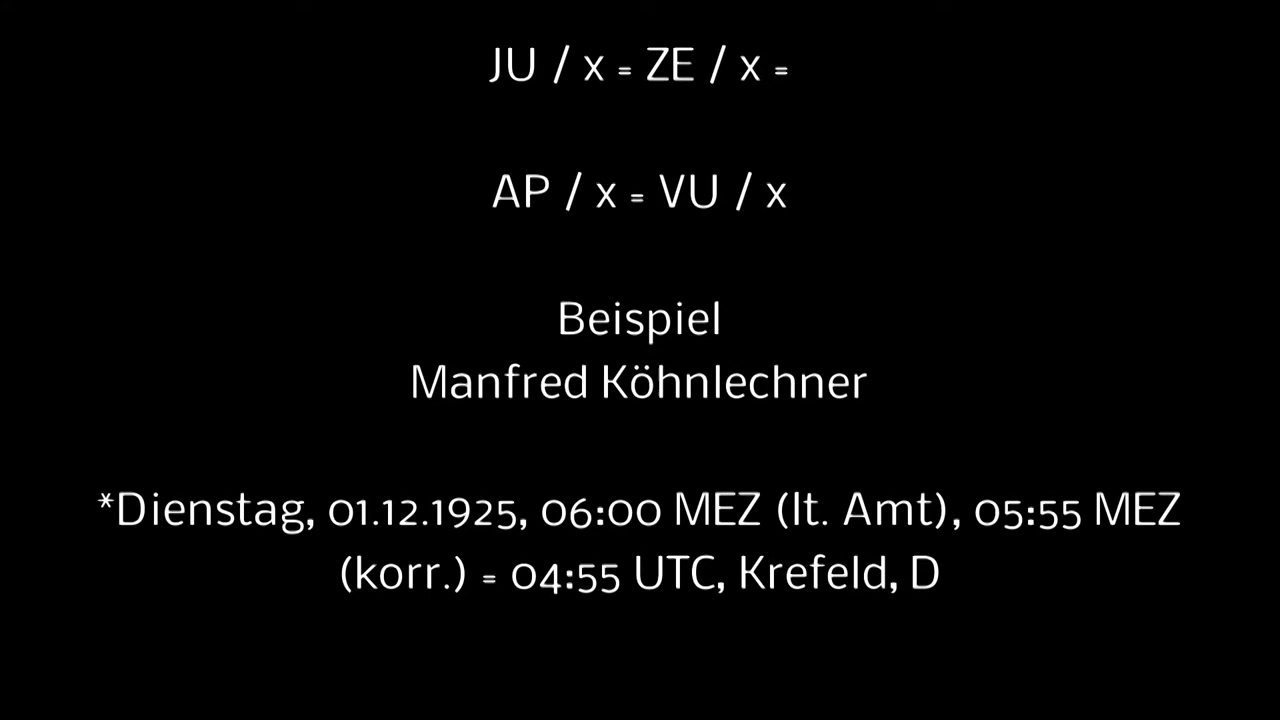 JU / x = ZE / x =
AP / x = VU / x
Beispiel
Manfred Köhnlechner
*Dienstag, 01.12.1925, 06:00 MEZ (lt. Amt), 05:55 MEZ
(korr.) = 04:55 UTC, Krefeld, D